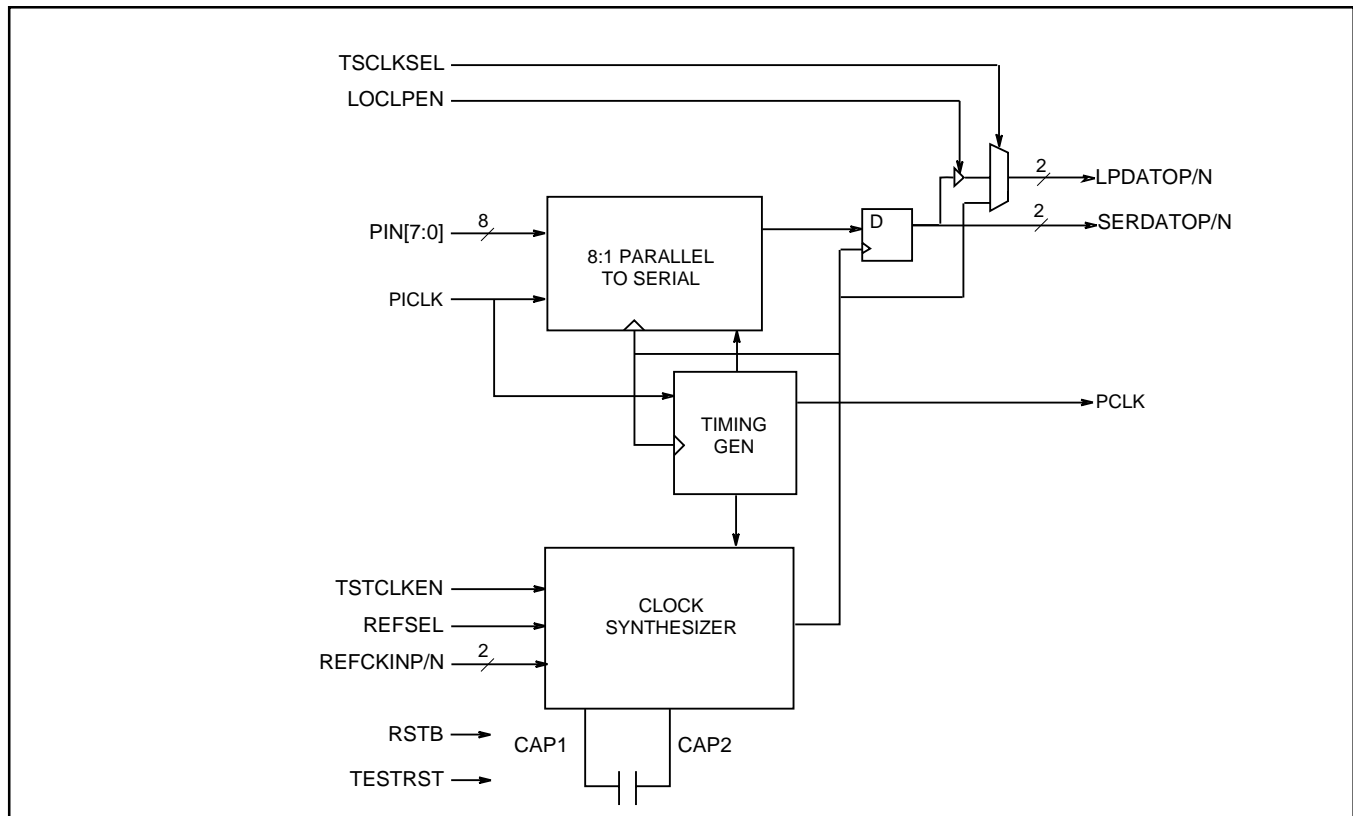 TSCLKSEL
LOCLPEN
2
LPDATOP/N
PIN[7:0]
8
8:1 PARALLEL
TO SERIAL
D
2
SERDATOP/N
PICLK
TIMING
GEN
PCLK
TSTCLKEN
REFSEL
REFCKINP/N
2
CLOCK
SYNTHESIZER
RSTB
CAP1
CAP2
TESTRST